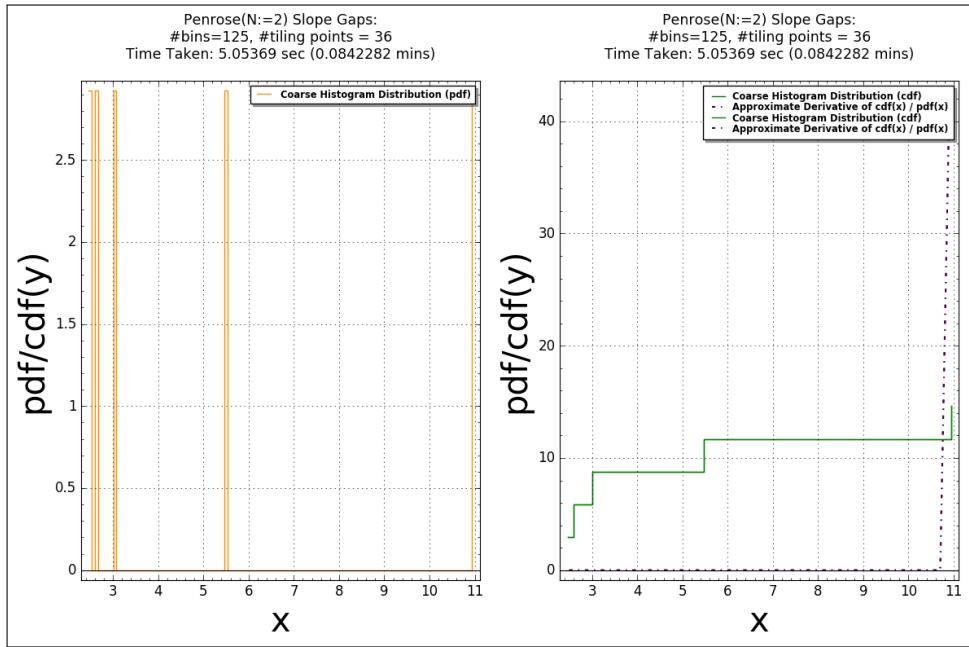 Penrose(N:=2) Slope Gaps:
#bins=125, #tiling points = 36
Time Taken: 5.05369 sec (0.0842282 mins)
Coarse Histogram Distribution (pdf)
2.5
2
1.5
1
0.5
0
pdf/cdf(y)
3 4 5 6 7 8 9 10 11
x
Penrose(N:=2) Slope Gaps:
#bins=125, #tiling points = 36
Time Taken: 5.05369 sec (0.0842282 mins)
Coarse Histogram Distribution (cdf)
Approximate Derivative of cdf(x) / pdf(x)
Coarse Histogram Distribution (cdf)
Approximate Derivative of cdf(x) / pdf(x)
40
30
20
10
0
pdf/cdf(y)
3 4 5 6 7 8 9 10 11
x